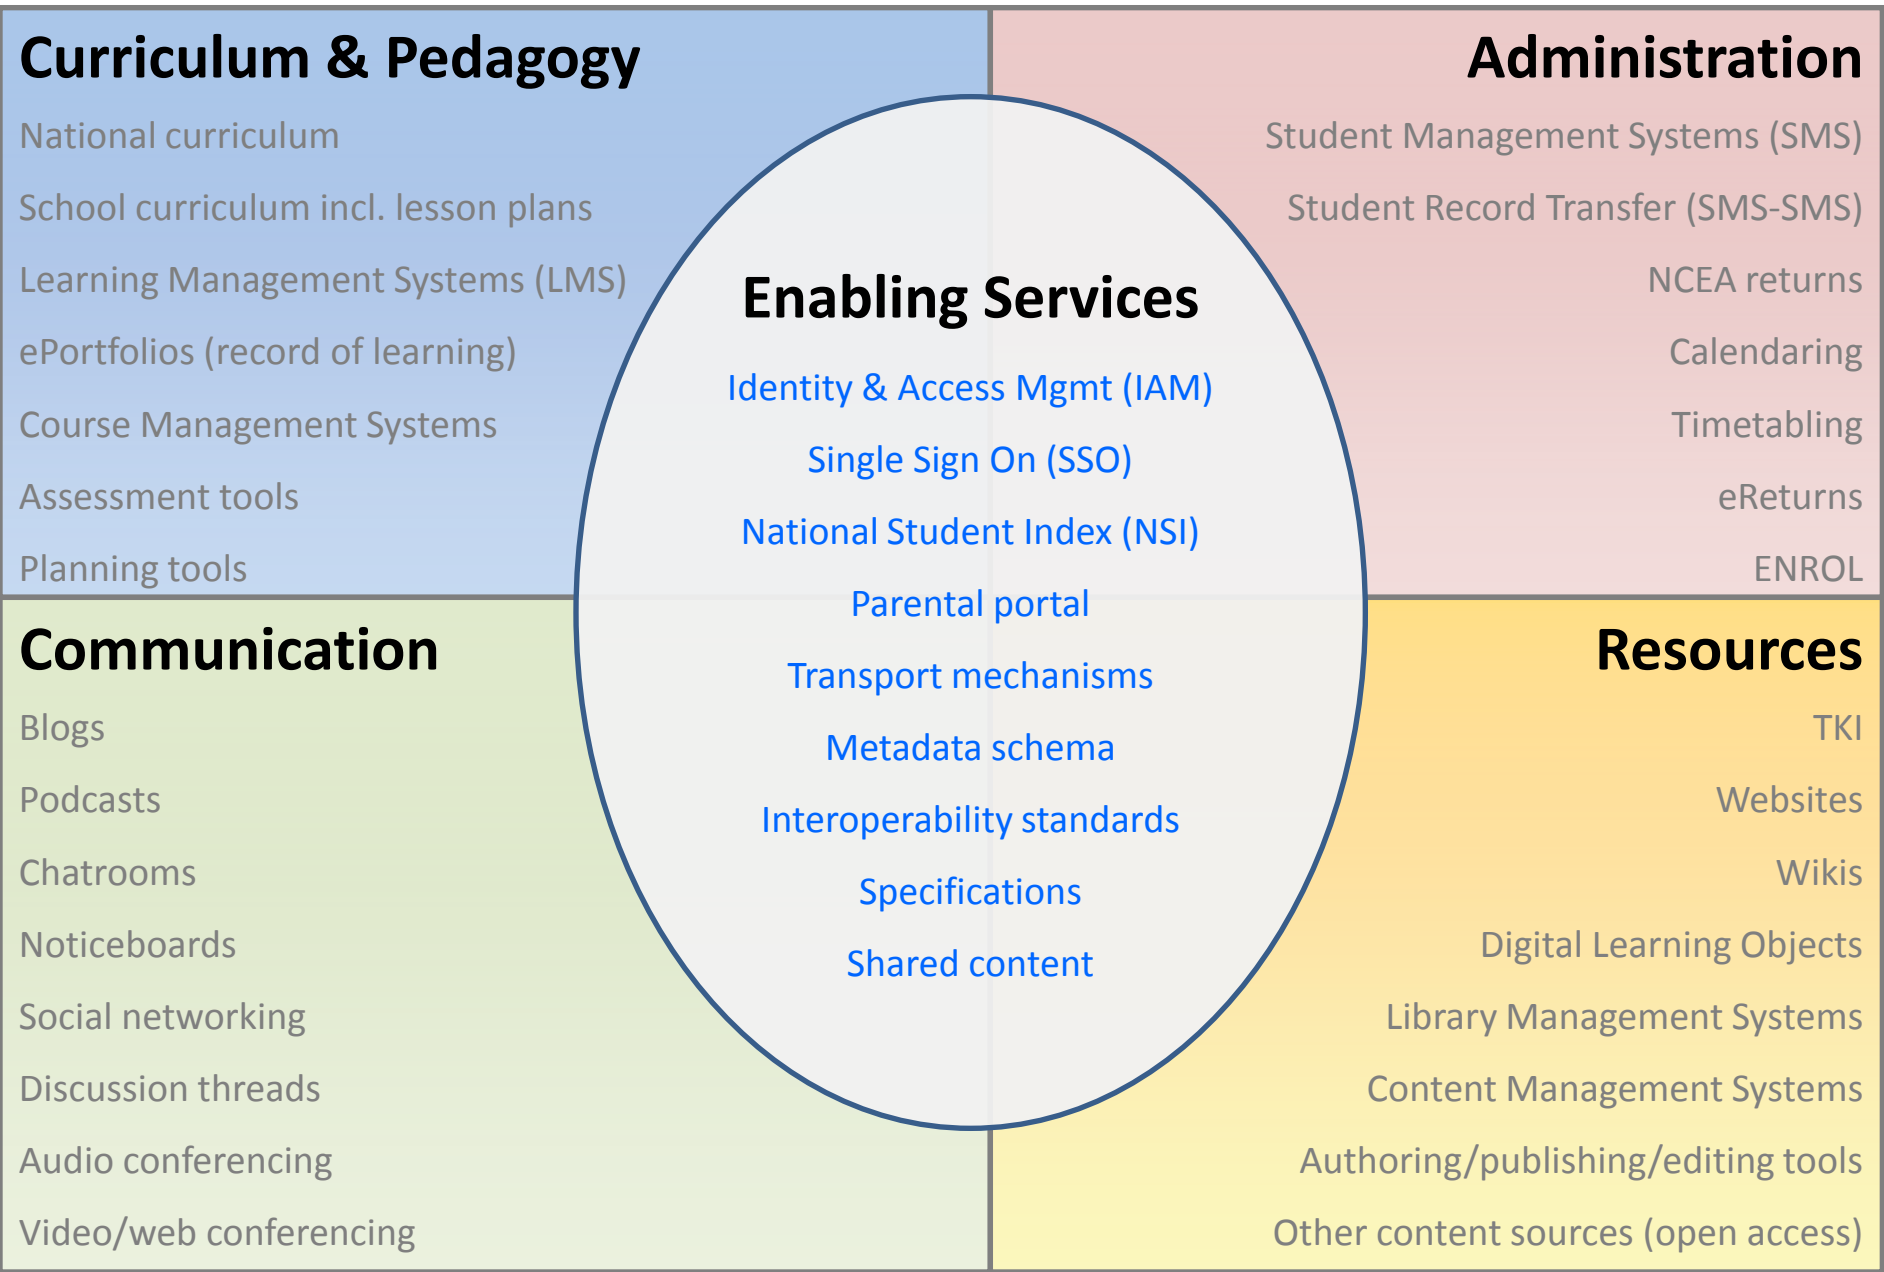 Curriculum & Pedagogy
National curriculum
School curriculum incl. lesson plans
Learning Management Systems (LMS)
ePortfolios (record of learning)
Course Management Systems
Assessment tools
Planning tools
Administration
Student Management Systems (SMS)
Student Record Transfer (SMS-SMS)
NCEA returns
Calendaring
Timetabling
eReturns
ENROL
Enabling Services
Identity & Access Mgmt (IAM)
Single Sign On (SSO)
National Student Index (NSI)
Parental portal
Transport mechanisms
Metadata schema
Interoperability standards
Specifications
Shared content
Communication
Blogs
Podcasts
Chatrooms
Noticeboards
Social networking
Discussion threads
Audio conferencing
Video/web conferencing
Resources
TKI
Websites
Wikis
Digital Learning Objects
Library Management Systems
Content Management Systems
Authoring/publishing/editing tools
Other content sources (open access)